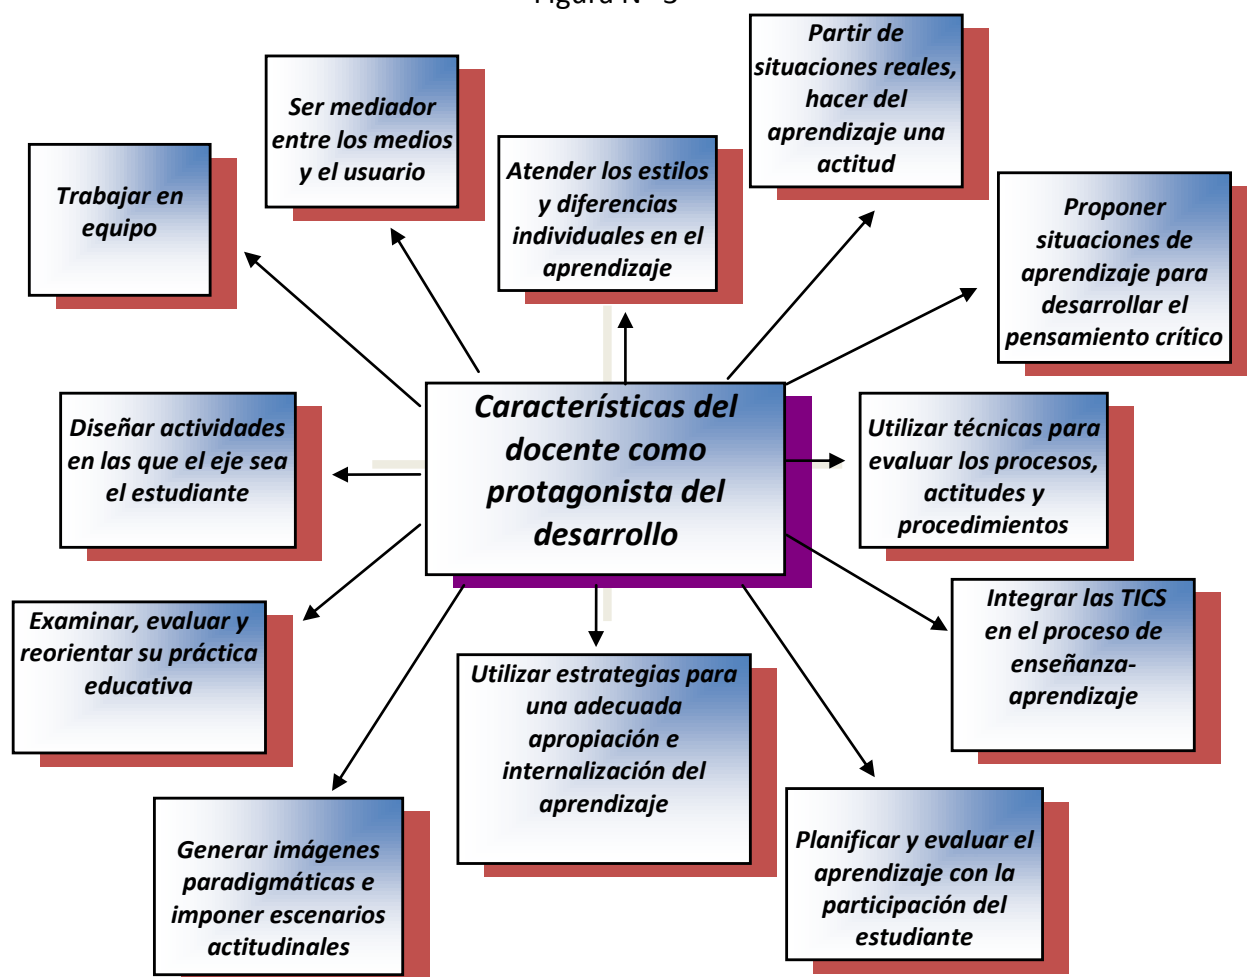 Partir de
situaciones reales,
hacer del
aprendizaje una
actitud
Ser mediador
entre los medios
y el usuario
Atender los estilos
y diferencias
individuales en el
aprendizaje
Trabajar en
equipo
Proponer
situaciones de
aprendizaje para
desarrollar el
pensamiento crítico
Características del
docente como
protagonista del
desarrollo
Diseñar actividades
en las que el eje sea
el estudiante
Utilizar técnicas para
evaluar los procesos,
actitudes y
procedimientos
Examinar, evaluar y
reorientar su práctica
educativa
Integrar las TICS
en el proceso de
enseñanza-
aprendizaje
Utilizar estrategias para
una adecuada
apropiación e
internalización del
aprendizaje
Generar imágenes
paradigmáticas e
imponer escenarios
actitudinales
Planificar y evaluar el
aprendizaje con la
participación del
estudiante